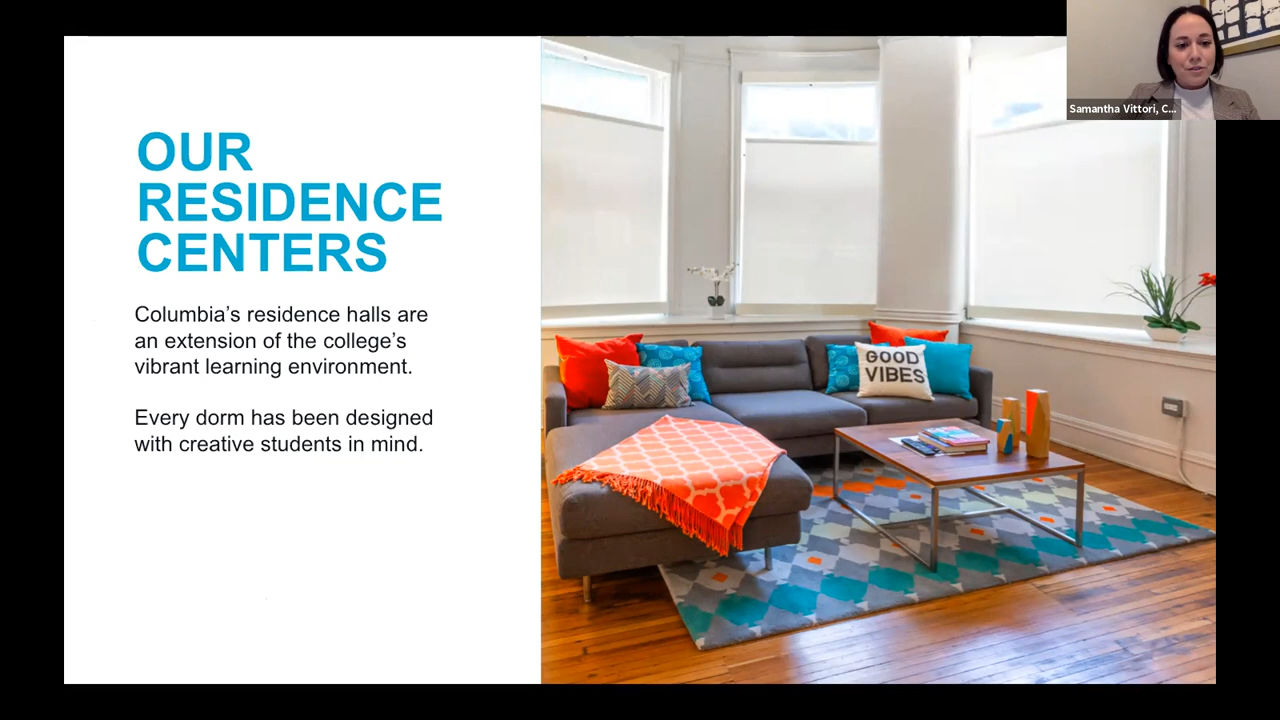 Samantha Vittori, C...
OUR
RESIDENCE
CENTERS
Columbia's residence halls are
an extension of the college's
vibrant learning environment.
Every dorm has been designed
with creative students in mind.
GOOD
VIBES